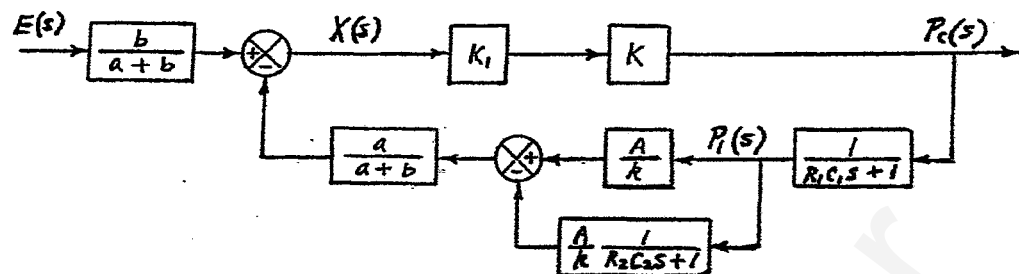 E(s)
b
a + b
+
-
X(s)
K₁
K
Pc(s)
a
a + b
+
-
A
k
P₁(s)
1
R₁C₁s + 1
A
k
1
R₂C₂s + 1
r